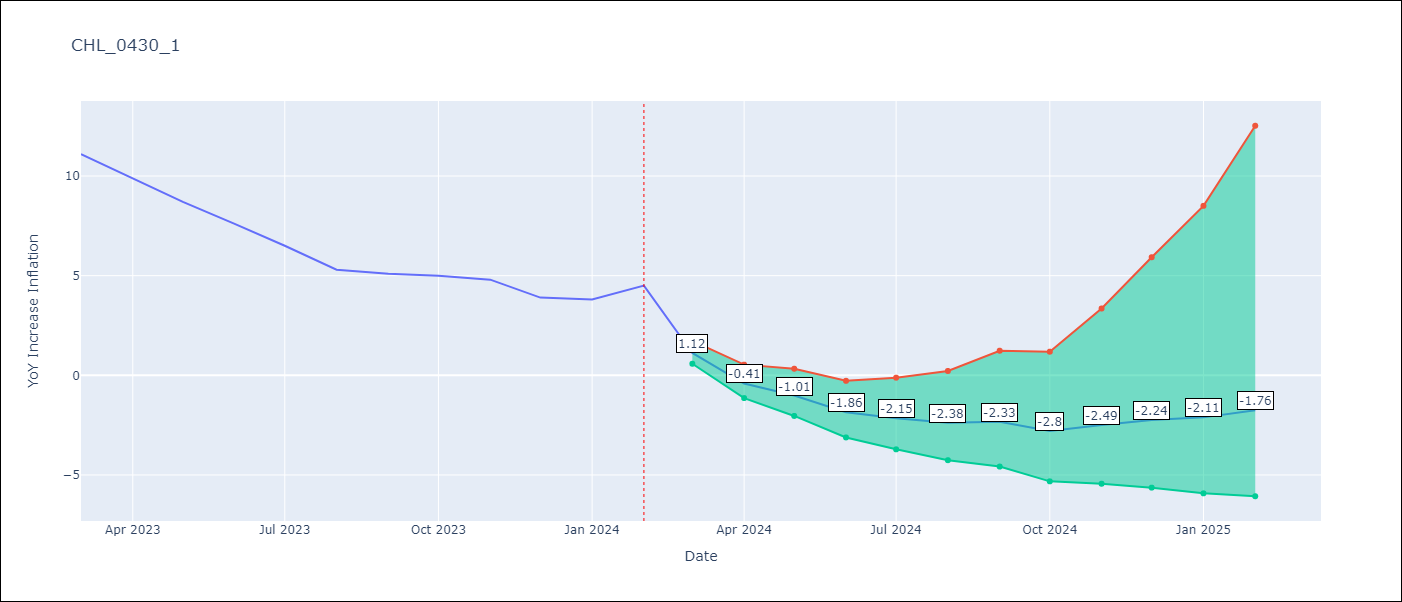 CHL_0430_1
YoY Increase Inflation
10
5
0
−5
1.12
-0.41
-1.01
-1.86
-2.15
-2.38
-2.33
-2.8
-2.49
-2.24
-2.11
-1.76
Apr 2023
Jul 2023
Oct 2023
Jan 2024
Apr 2024
Jul 2024
Oct 2024
Jan 2025
Date